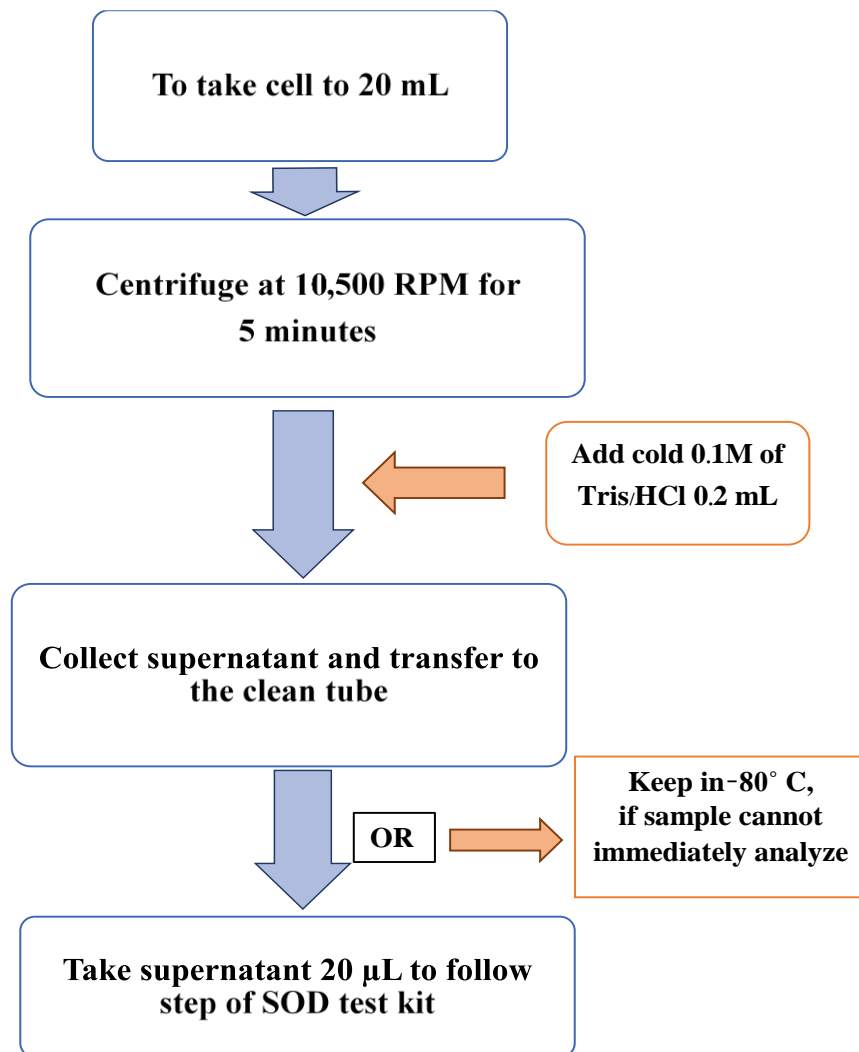 To take cell to 20 mL
Centrifuge at 10,500 RPM for
5 minutes
Add cold 0.1M of
Tris/HCl 0.2 mL
Collect supernatant and transfer to
the clean tube
OR
Keep in-80° C,
if sample cannot
immediately analyze
Take supernatant 20 µL to follow
step of SOD test kit